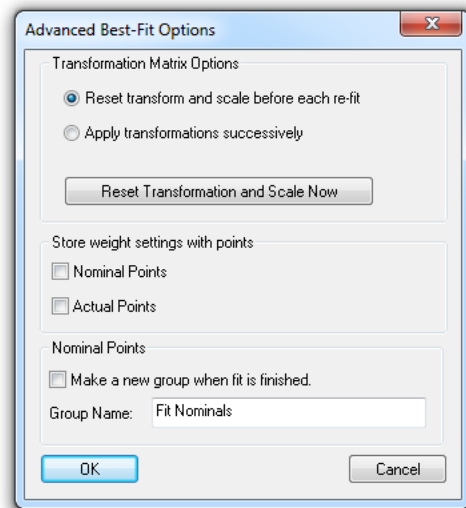 Advanced Best-Fit Options
Transformation Matrix Options
Reset transform and scale before each re-fit
Apply transformations successively
Reset Transformation and Scale Now
Store weight settings with points
Nominal Points
Actual Points
Nominal Points
Make a new group when fit is finished.
Group Name: Fit Nominals
OK Cancel